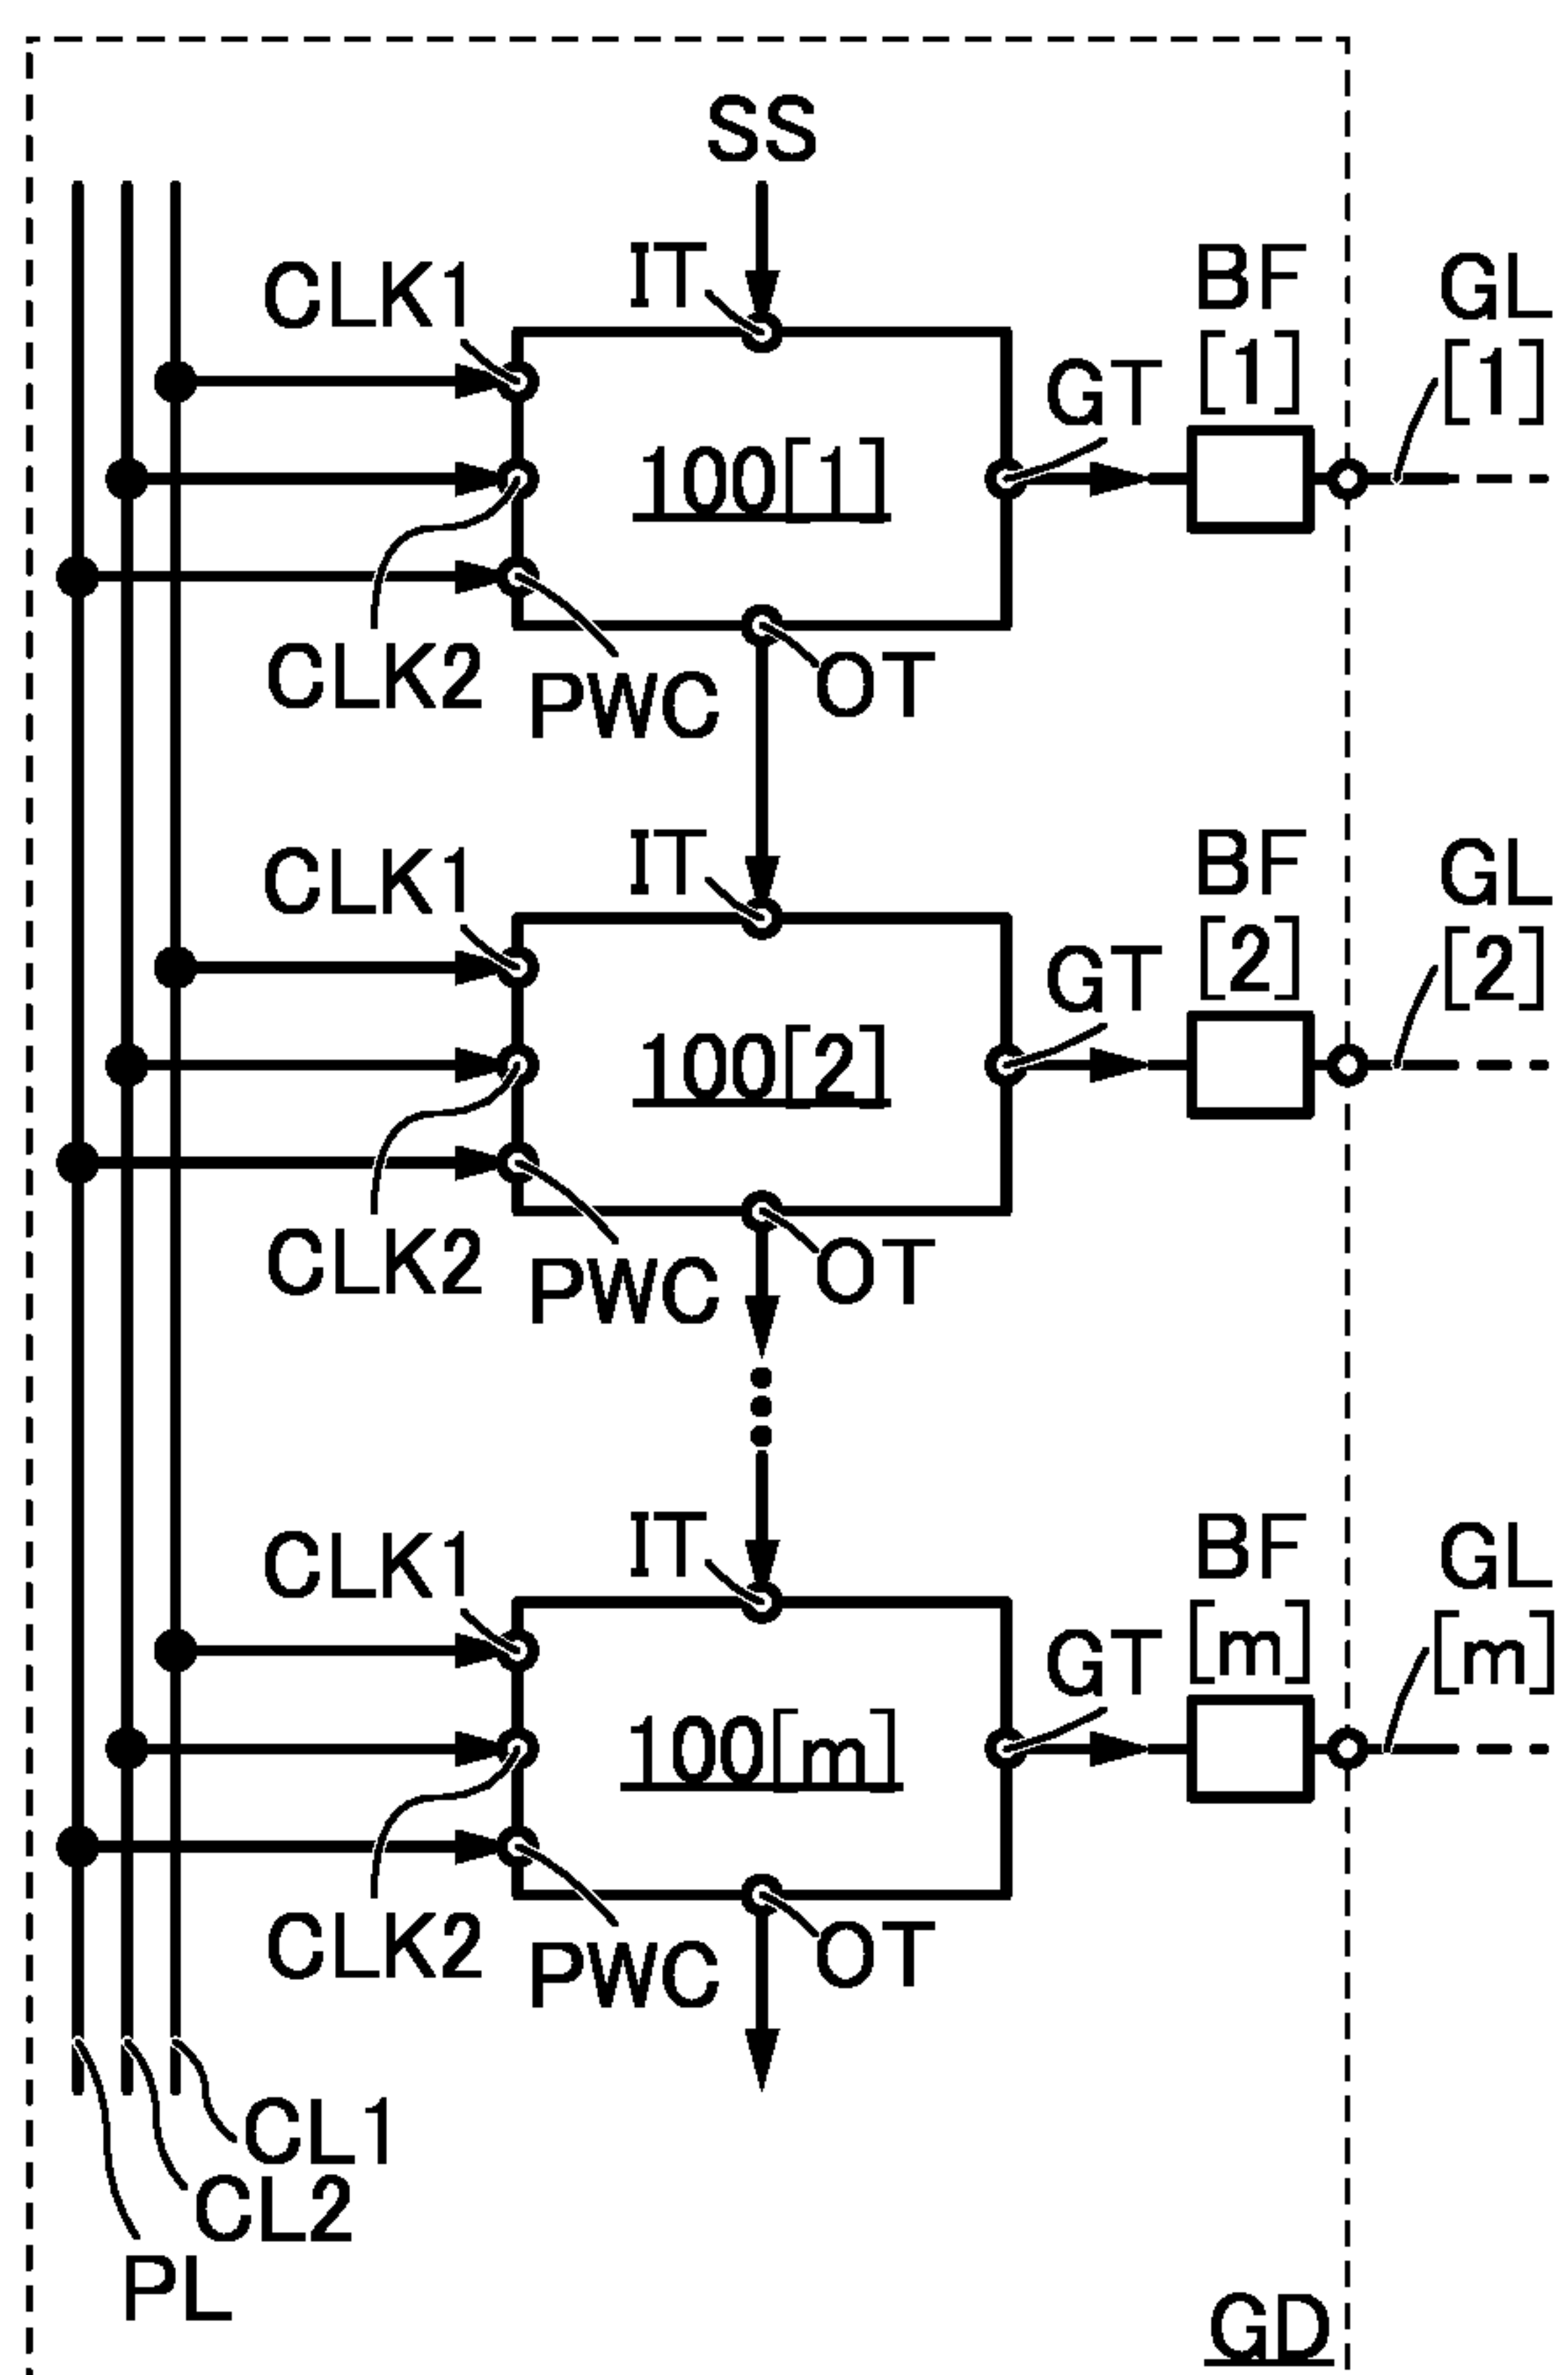 SS
CLK1
IT
BF
[1]
GL
[1]
GT
100[1]
CLK2
PWC
OT
CLK1
IT
BF
[2]
GL
[2]
GT
100[2]
CLK2
PWC
OT
CLK1
IT
BF
[m]
GL
[m]
GT
100[m]
CLK2
PWC
OT
CL1
CL2
PL
GD